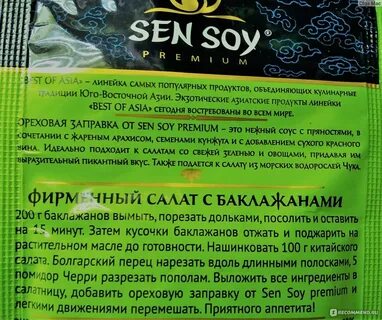 Olga Mac
SEN SOY®
PREMIUM
«BEST OF ASIA» – линейка самых популярных продуктов, объединяющих кулинарные
традиции Юго-Восточной Азии. Экзотические азиатские продукты линейки
«BEST OF ASIA» сегодня востребованы во всем мире.
ОРЕХОВАЯ ЗАПРАВКА ОТ SEN SOY PREMIUM – это нежный соус с пряностями, в
сочетании с жареным арахисом, семенами кунжута и с добавлением сухого красного
вина. Идеально подходит к салатам со свежей зеленью и овощами, придавая им
выразительный пикантный вкус. Также подается к салату из морских водорослей Чука.
ФИРМЕННЫЙ САЛАТ С БАКЛАЖАНАМИ
200 г баклажанов вымыть, порезать дольками, посолить и оставить
на 15 минут. Затем кусочки баклажанов отжать и поджарить на
растительном масле до готовности. Нашинковать 100 г китайского
салата. Болгарский перец нарезать вдоль длинными полосками, 5
помидор Черри разрезать пополам. Выложить все ингредиенты в
салатницу, добавить ореховую заправку от Sen Soy premium и
легкими движениями перемешать. Приятного аппетита!
IRECOMMEND.RU